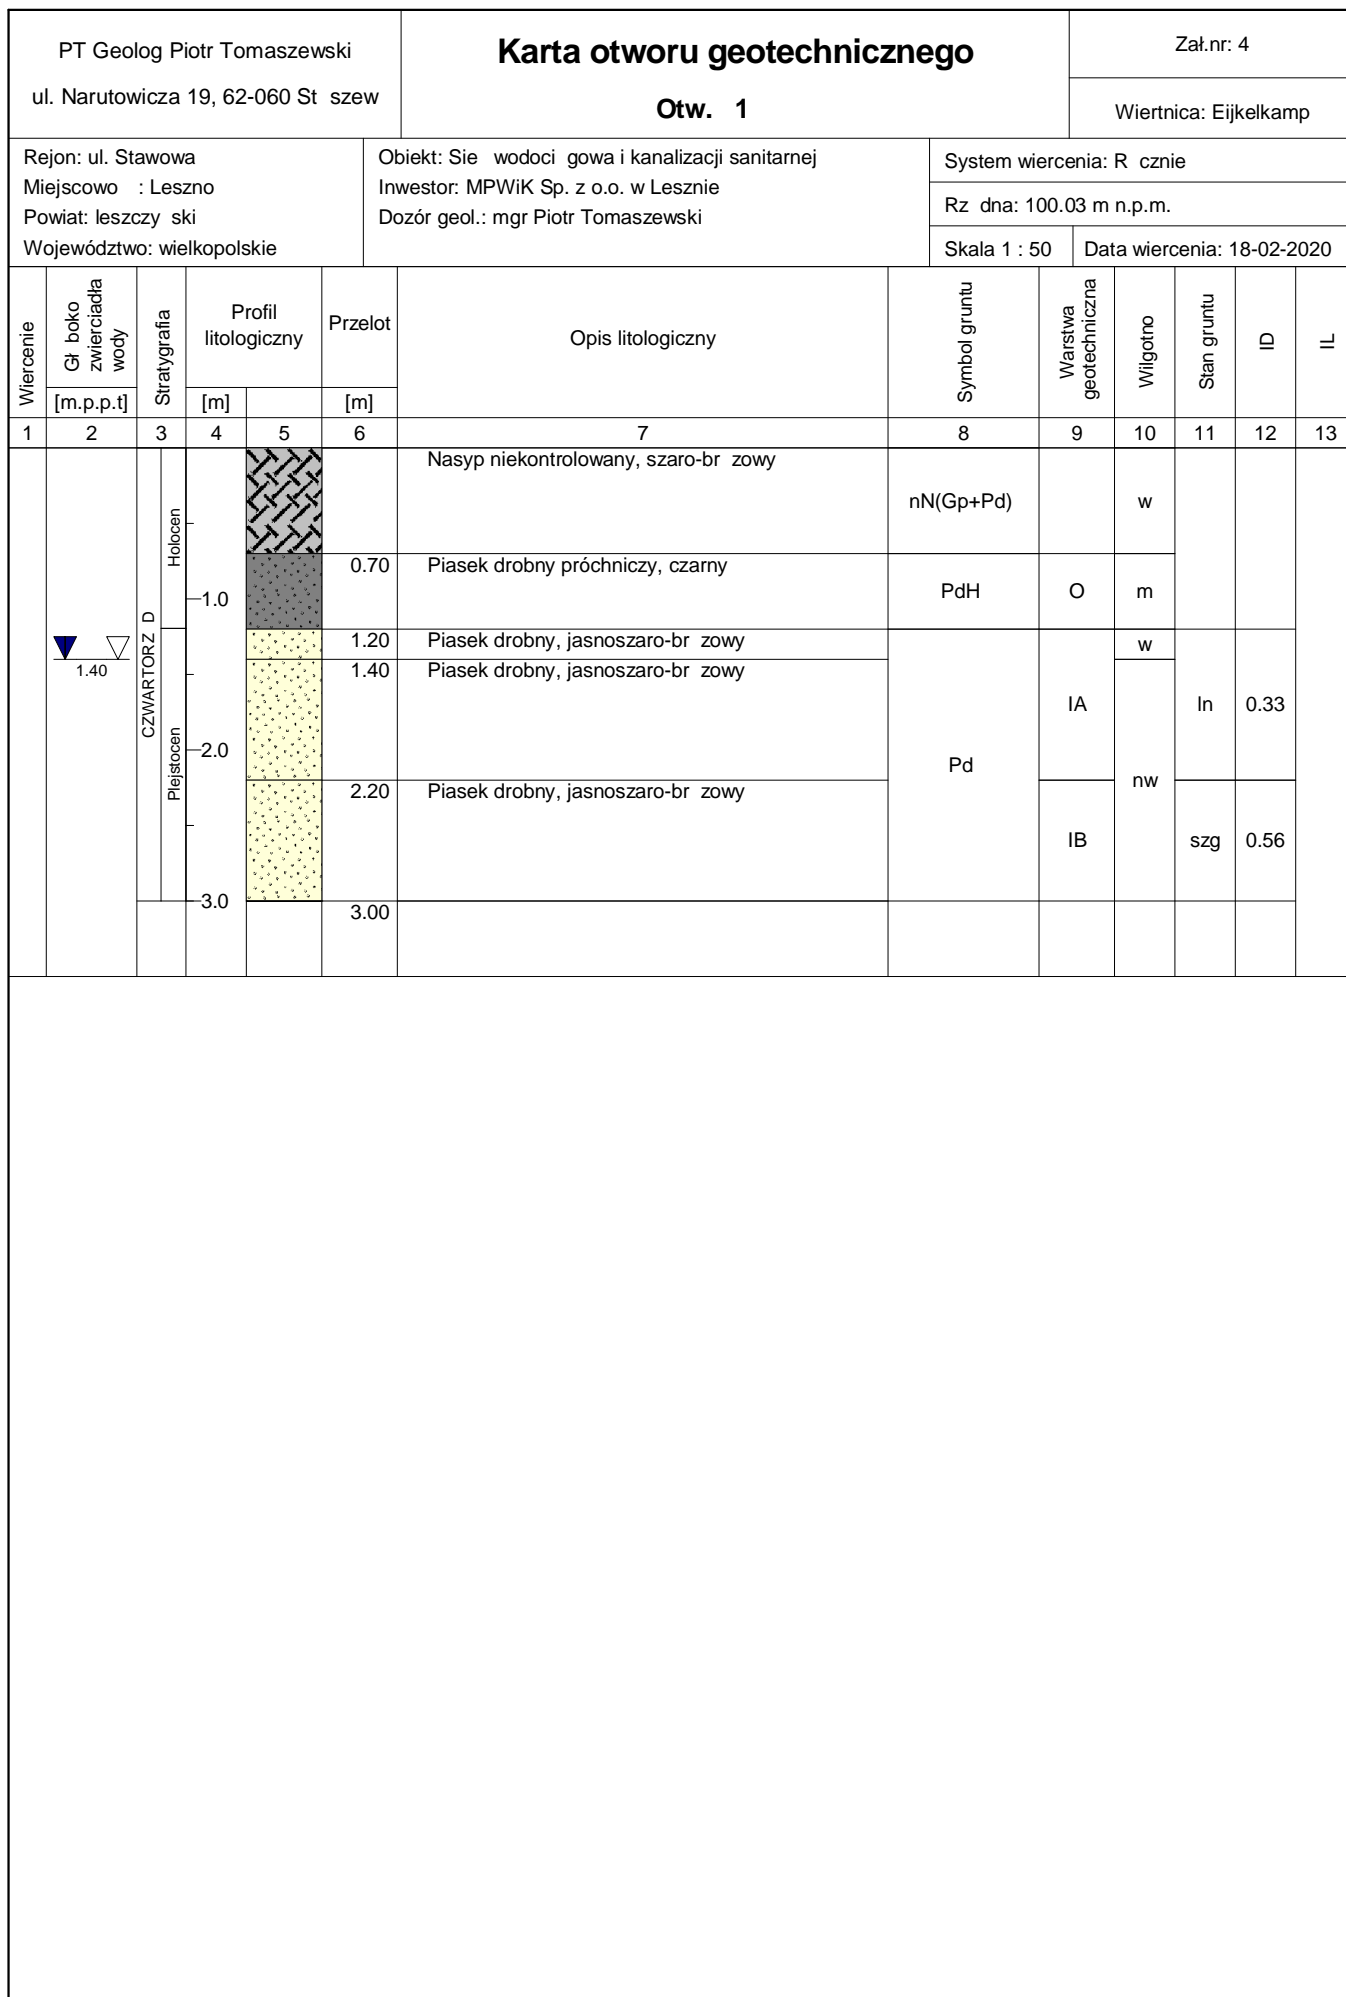 PT Geolog Piotr Tomaszewski
ul. Narutowicza 19, 62-060 St szew
Karta otworu geotechnicznego
Otw. 1
Zał.nr: 4
Wiertnica: Eijkelkamp
Rejon: ul. Stawowa
Miejscowo : Leszno
Powiat: leszczy ski
Województwo: wielkopolskie
Obiekt: Sie wodoci gowa i kanalizacji sanitarnej
Inwestor: MPWiK Sp. z o.o. w Lesznie
Dozór geol.: mgr Piotr Tomaszewski
System wiercenia: R cznie
Rz dna: 100.03 m n.p.m.
Skala 1 : 50
Data wiercenia: 18-02-2020
Wiercenie
Gł boko
zwierciadła
wody
[m.p.p.t]
Stratygrafia
Profil
litologiczny
[m]
Przelot
[m]
Opis litologiczny
Symbol gruntu
Warstwa
geotechniczna
Wilgotno
Stan gruntu
ID
IL
1 2 3 4 5 6 7 8 9 10 11 12 13
Nasyp niekontrolowany, szaro-br zowy
nN(Gp+Pd)
w
Holocen
0.70
Piasek drobny próchniczy, czarny
PdH
O
m
1.0
CZWARTORZ D
1.20
Piasek drobny, jasnoszaro-br zowy
w
1.40
1.40
Piasek drobny, jasnoszaro-br zowy
IA
ln
0.33
2.0
Pd
Plejstocen
nw
2.20
Piasek drobny, jasnoszaro-br zowy
IB
szg
0.56
3.0
3.00